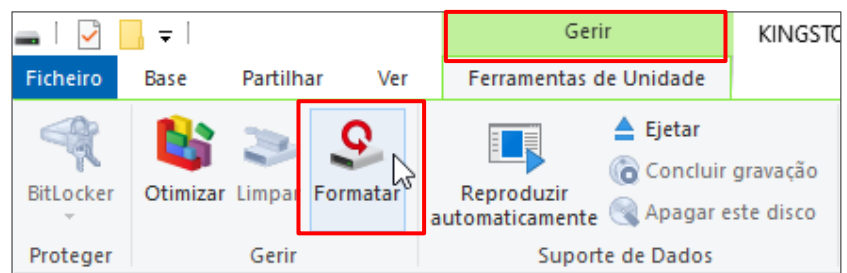 Gerir
KINGSTO
Ficheiro Base Partilhar Ver Ferramentas de Unidade
BitLocker
Otimizar
Limpar
Formatar
Reproduzir
automaticamente
Ejetar
Concluir gravação
Apagar este disco
Proteger
Gerir
Suporte de Dados